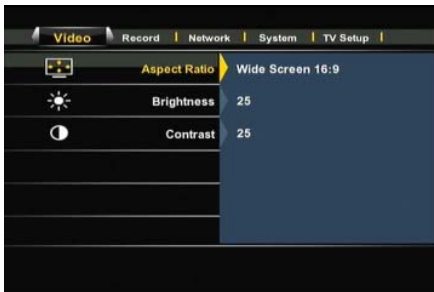 Video Record Network System TV Setup
Aspect Ratio Wide Screen 16:9
Brightness 25
Contrast 25